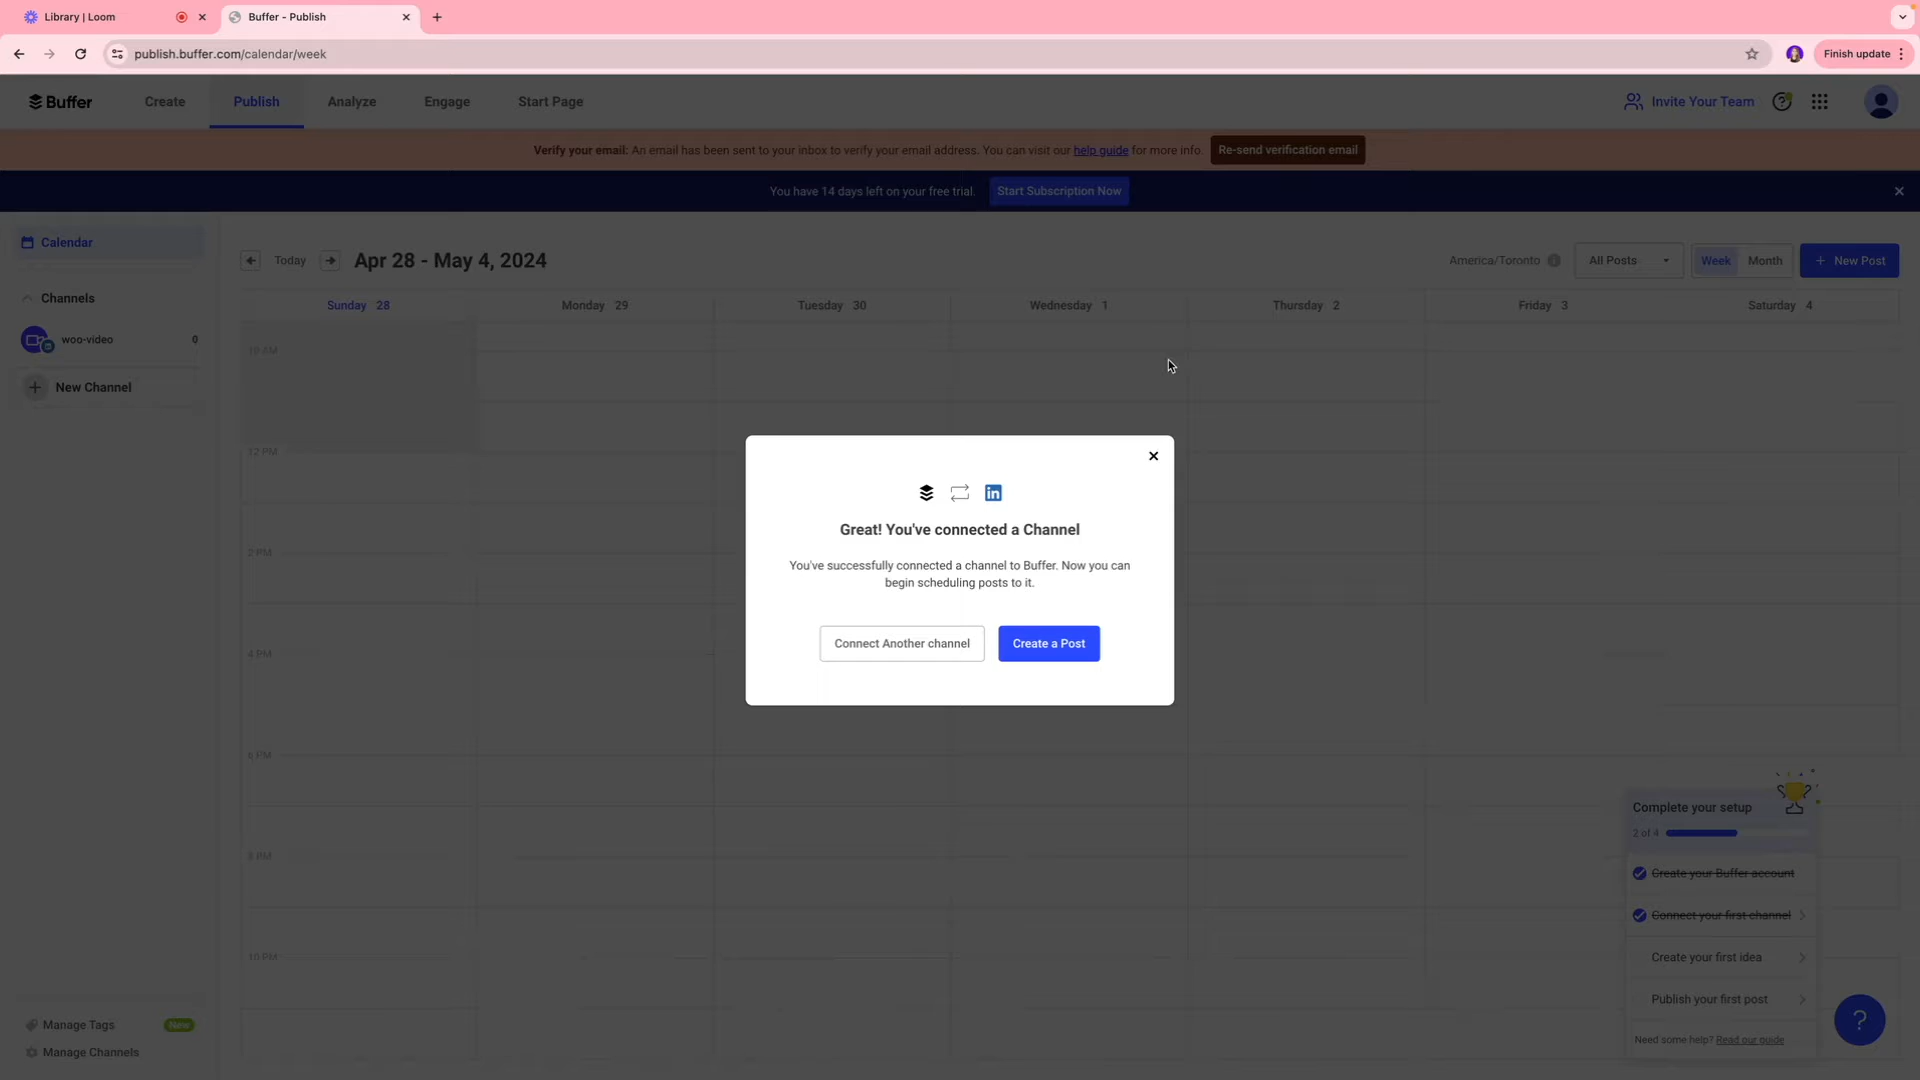 Library | Loom
Buffer - Publish
publish.buffer.com/calendar/week
Finish update
Buffer
Create
Publish
Analyze
Engage
Start Page
Invite Your Team
Verify your email: An email has been sent to your inbox to verify your email address. You can visit our help guide for more info.
Re-send verification email
You have 14 days left on your free trial.
Start Subscription Now
Calendar
Today
Apr 28 - May 4, 2024
America/Toronto
All Posts
Week
Month
+ New Post
Channels
woo-video
0
New Channel
Sunday 28
Monday 29
Tuesday 30
Wednesday 1
Thursday 2
Friday 3
Saturday 4
10 AM
12 PM
2 PM
4 PM
6 PM
8 PM
10 PM
in
Great! You've connected a Channel
You've successfully connected a channel to Buffer. Now you can
begin scheduling posts to it.
Connect Another channel
Create a Post
Complete your setup
2 of 4
Create your Buffer account
Connect your first channel
Create your first idea
Publish your first post
Need some help? Read our guide
?
Manage Tags
New
Manage Channels